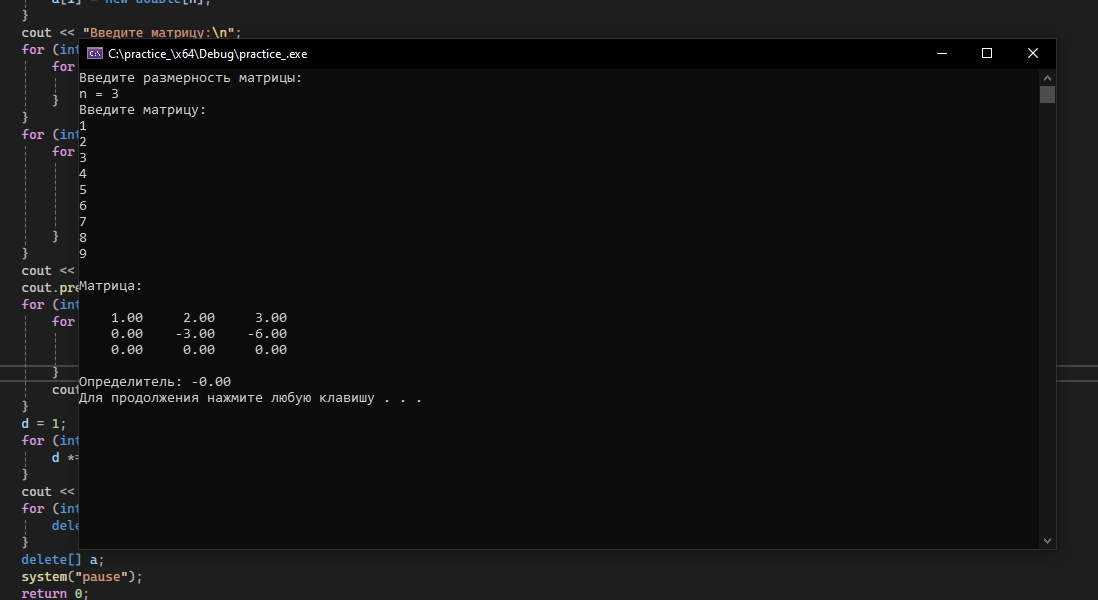 }
cout << "Введите матрицу:\n";
for (int
for
}
}
for (int
for
}
}
cout <<
cout.pre
for (int
for
}
cout
}
d = 1;
for (int
d *=
}
cout <<
for (int
dele
}
delete[] a;
system("pause");
return 0;
C:\practice_\x64\Debug\practice_.exe
Введите размерность матрицы:
n = 3
Введите матрицу:
1
2
3
4
5
6
7
8
9
Матрица:
1.00 2.00 3.00
0.00 -3.00 -6.00
0.00 0.00 0.00
Определитель: -0.00
Для продолжения нажмите любую клавишу . . .